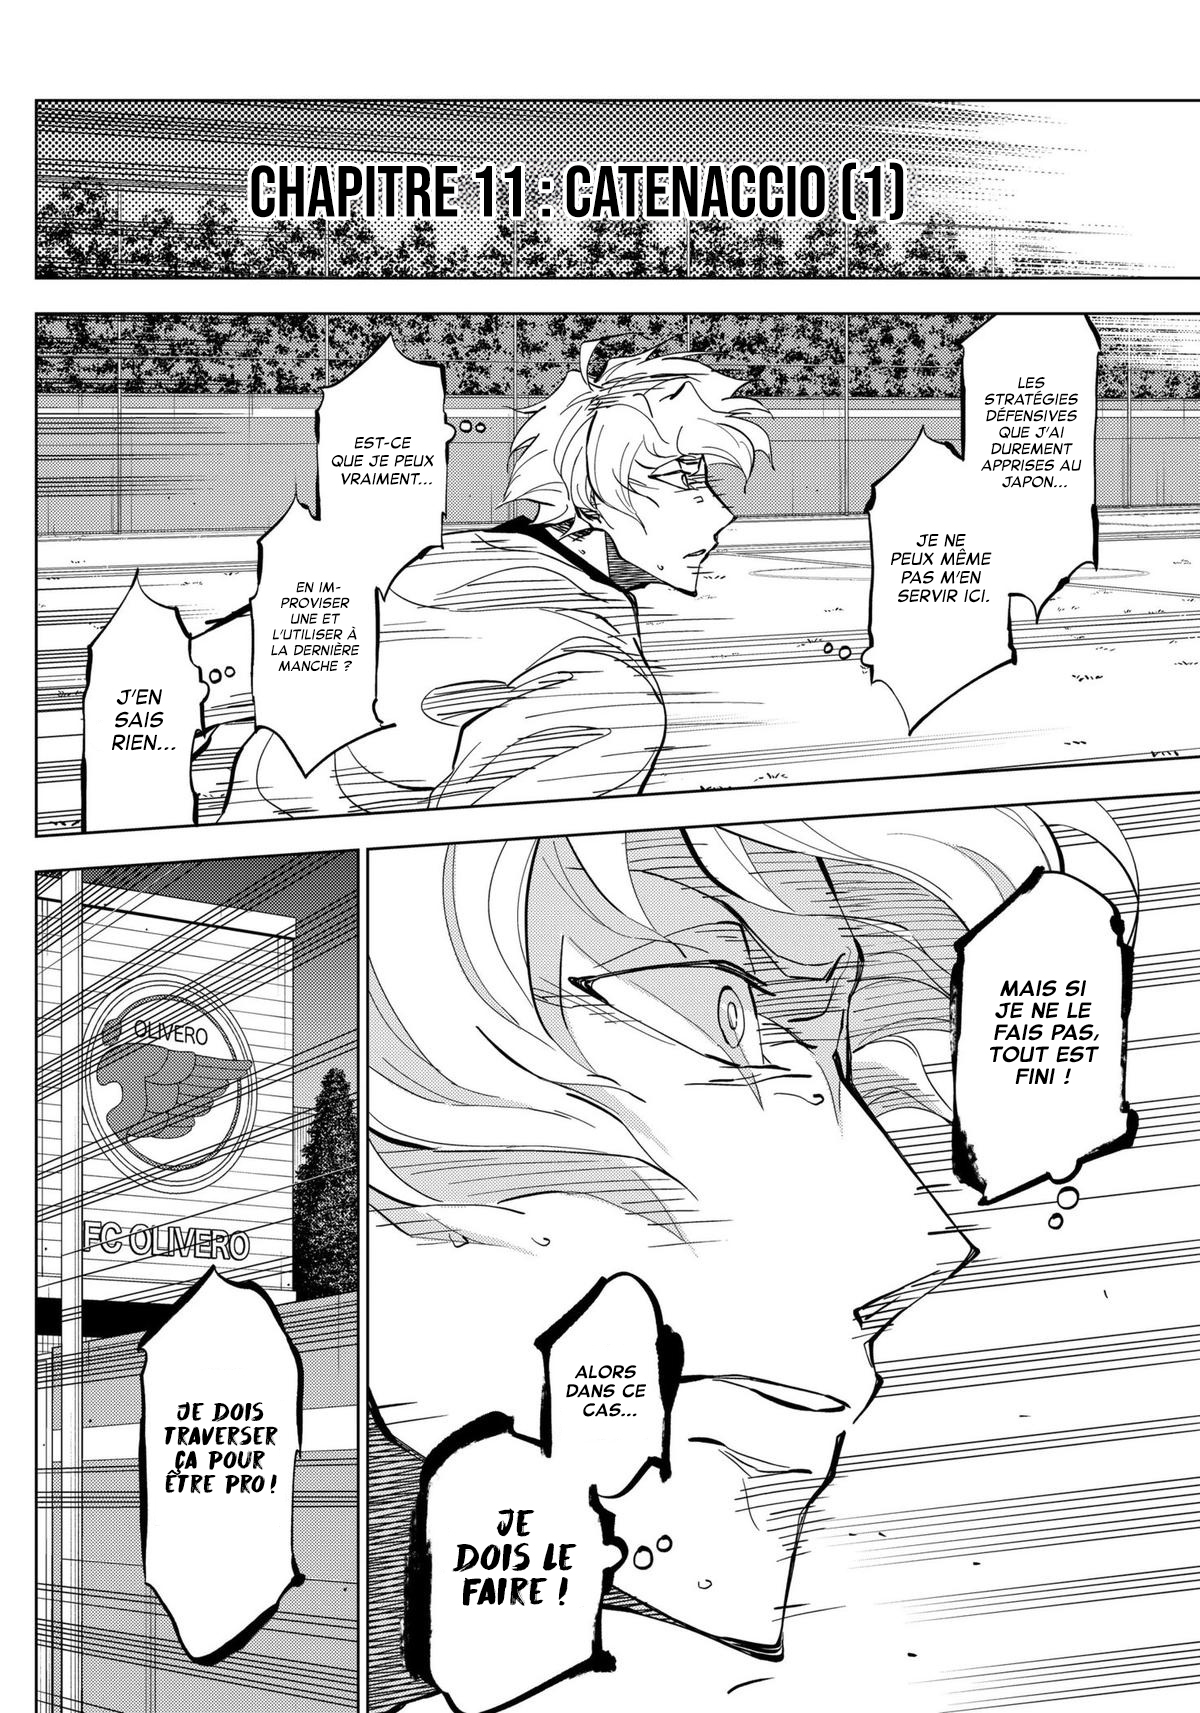 CHAPITRE 11 : CATENACCIO (1)
LES
STRATÉGIES
DÉFENSIVES
QUE J'AI
DUREMENT
APPRISES AU
JAPON...
JE NE
PEUX MÊME
PAS M'EN
SERVIR ICI.
EST-CE
QUE JE PEUX
VRAIMENT...
EN IM-
PROVISER
UNE ET
L'UTILISER À
LA DERNIÈRE
MANCHE ?
J'EN
SAIS
RIEN...
MAIS SI
JE NE LE
FAIS PAS,
TOUT EST
FINI !
ALORS
DANS CE
CAS...
JE
DOIS LE
FAIRE !
OLIVERO
FC OLIVERO
JE DOIS
TRAVERSER
ÇA POUR
ÊTRE PRO !